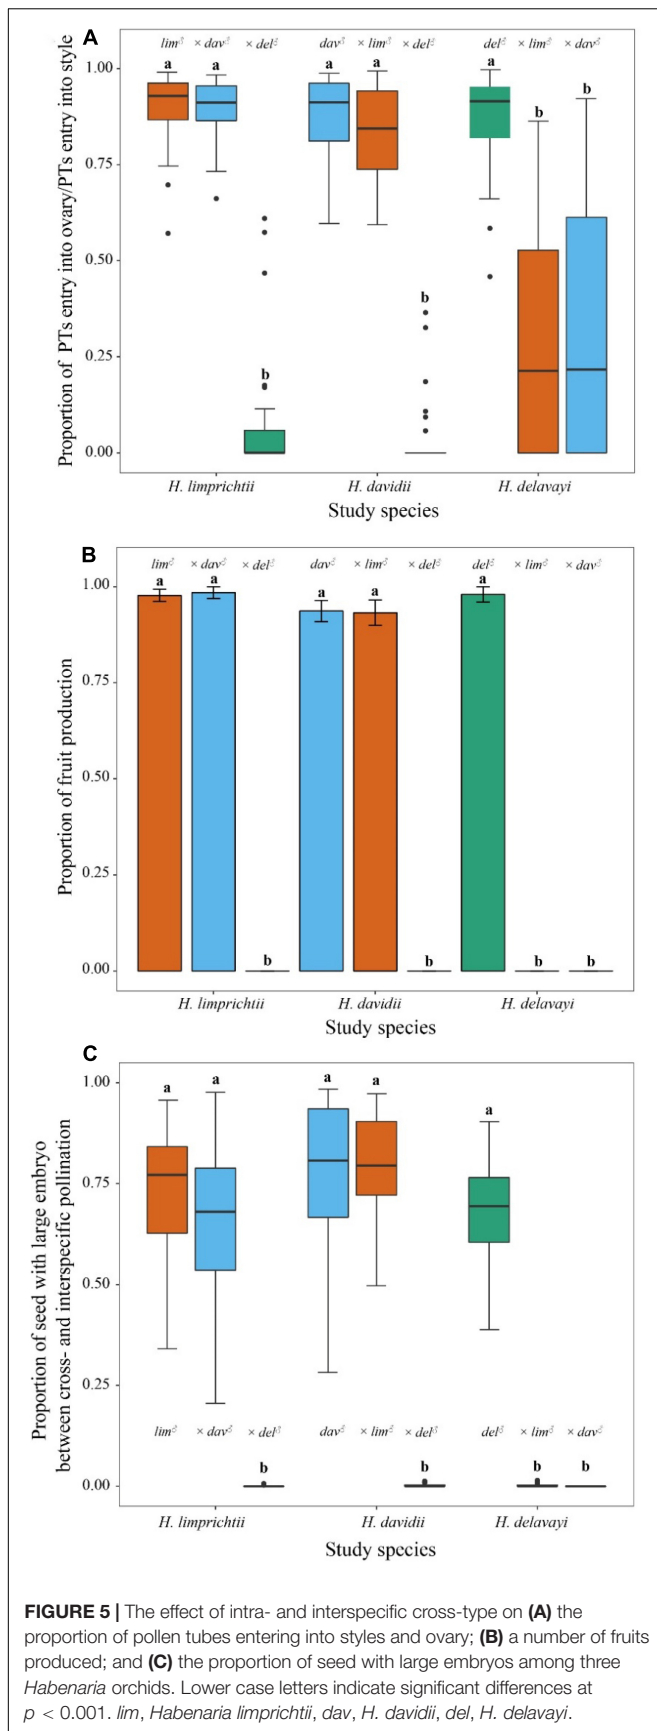 A
lim♂ × dav♂ × del♂ dav♂ × lim♂ × del♂ del♂ × lim♂ × dav♂
a a a a a
b b
1.00
0.75
0.50
0.25
0.00
b
b
Proportion of PTs entry into ovary/PTs entry into style
H. limprichtii H. davidii H. delavayi
Study species
B
lim♂ × dav♂ × del♂ dav♂ × lim♂ × del♂ del♂ × lim♂ × dav♂
a a a a a
1.00
0.75
0.50
0.25
0.00
b b b b
Proportion of fruit production
H. limprichtii H. davidii H. delavayi
Study species
C
a a a a a
1.00
0.75
0.50
0.25
0.00
Proportion of seed with large embryo
between cross- and interspecific pollination
lim♂ × dav♂ × del♂ dav♂ × lim♂ × del♂ del♂ × lim♂ × dav♂
b b b b
H. limprichtii H. davidii H. delavayi
Study species
FIGURE 5 | The effect of intra- and interspecific cross-type on (A) the
proportion of pollen tubes entering into styles and ovary; (B) a number of fruits
produced; and (C) the proportion of seed with large embryos among three
Habenaria orchids. Lower case letters indicate significant differences at
p < 0.001. lim, Habenaria limprichtii, dav, H. davidii, del, H. delavayi.